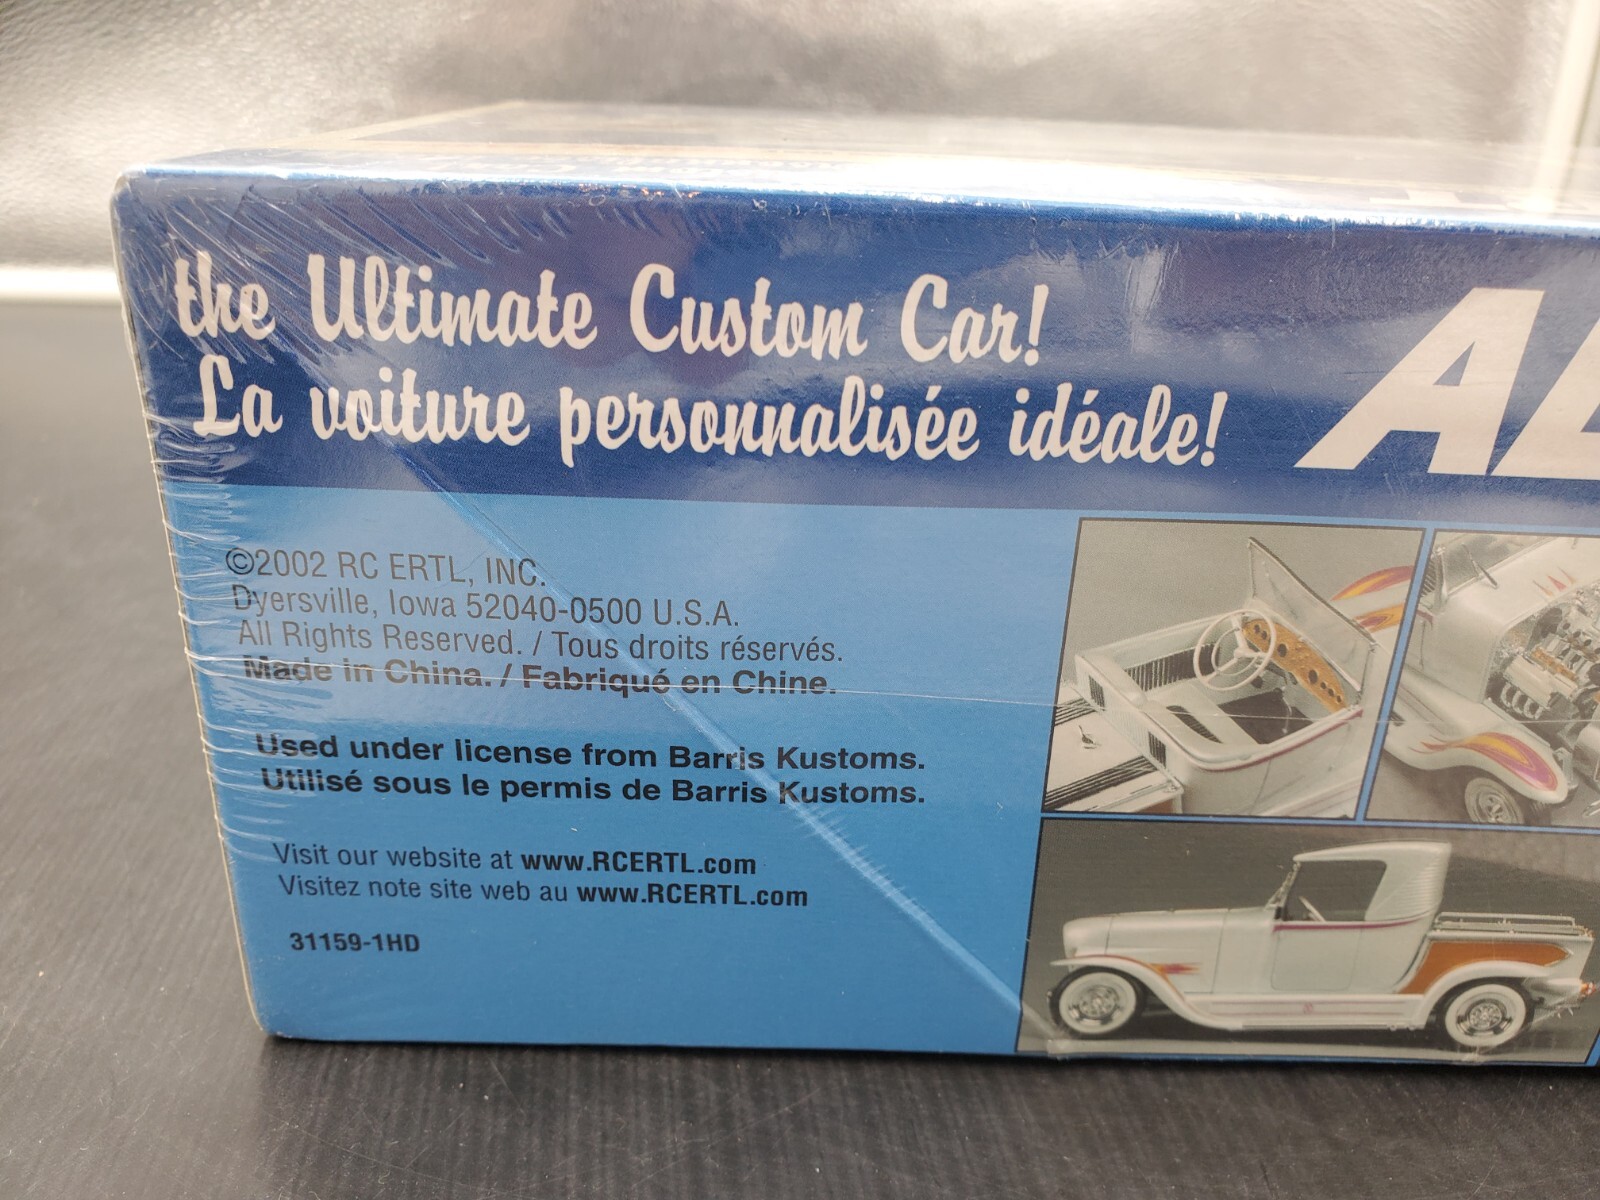 the Ultimate Custom Car!
La voiture personnalisée idéale!
©2002 RC ERTL, INC.
Dyersville, Iowa 52040-0500 U.S.A.
All Rights Reserved. / Tous droits réservés.
Made in China. / Fabriqué en Chine.
Used under license from Barris Kustoms.
Utilisé sous le permis de Barris Kustoms.
Visit our website at www.RCERTL.com
Visitez note site web au www.RCERTL.com
31159-1HD